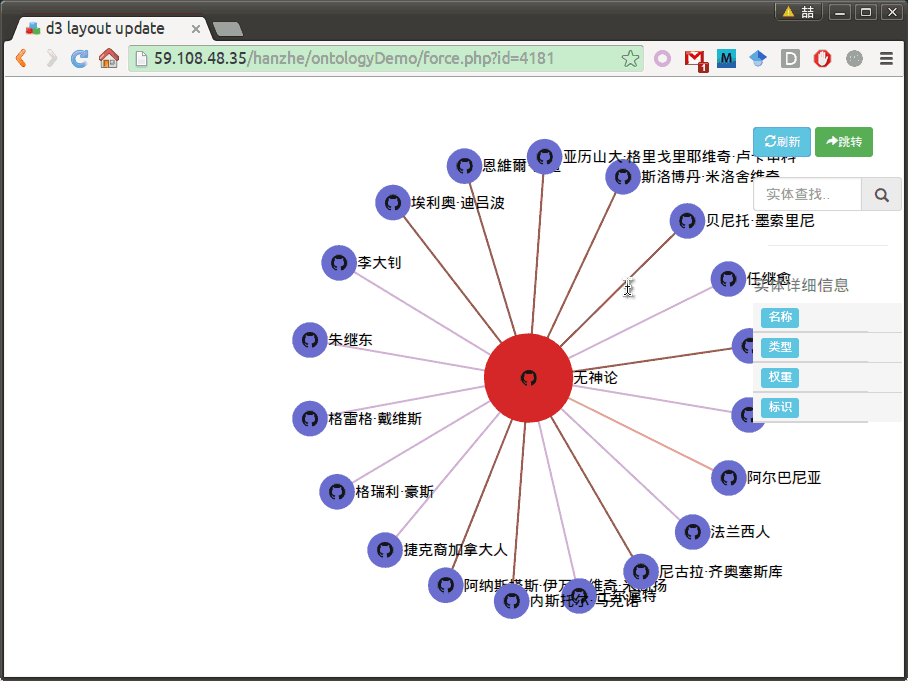 喆
d3 layout update
59.108.48.35/hanzhe/ontologyDemo/force.php?id=4181
1
M
D
刷新
跳转
实体查找..
实体详细信息
名称
类型
权重
标识
亚历山大·格里戈里耶维奇·卢卡申科
恩維爾·
斯洛博丹·米洛舍维奇
埃利奥·迪吕波
贝尼托·墨索里尼
李大钊
任继愈
朱继东
无神论
格雷格·戴维斯
阿尔巴尼亚
格瑞利·豪斯
法兰西人
捷克裔加拿大人
尼古拉·齐奥塞斯库
阿纳斯塔斯·伊万诺维奇·米高扬
内斯托尔·马克诺